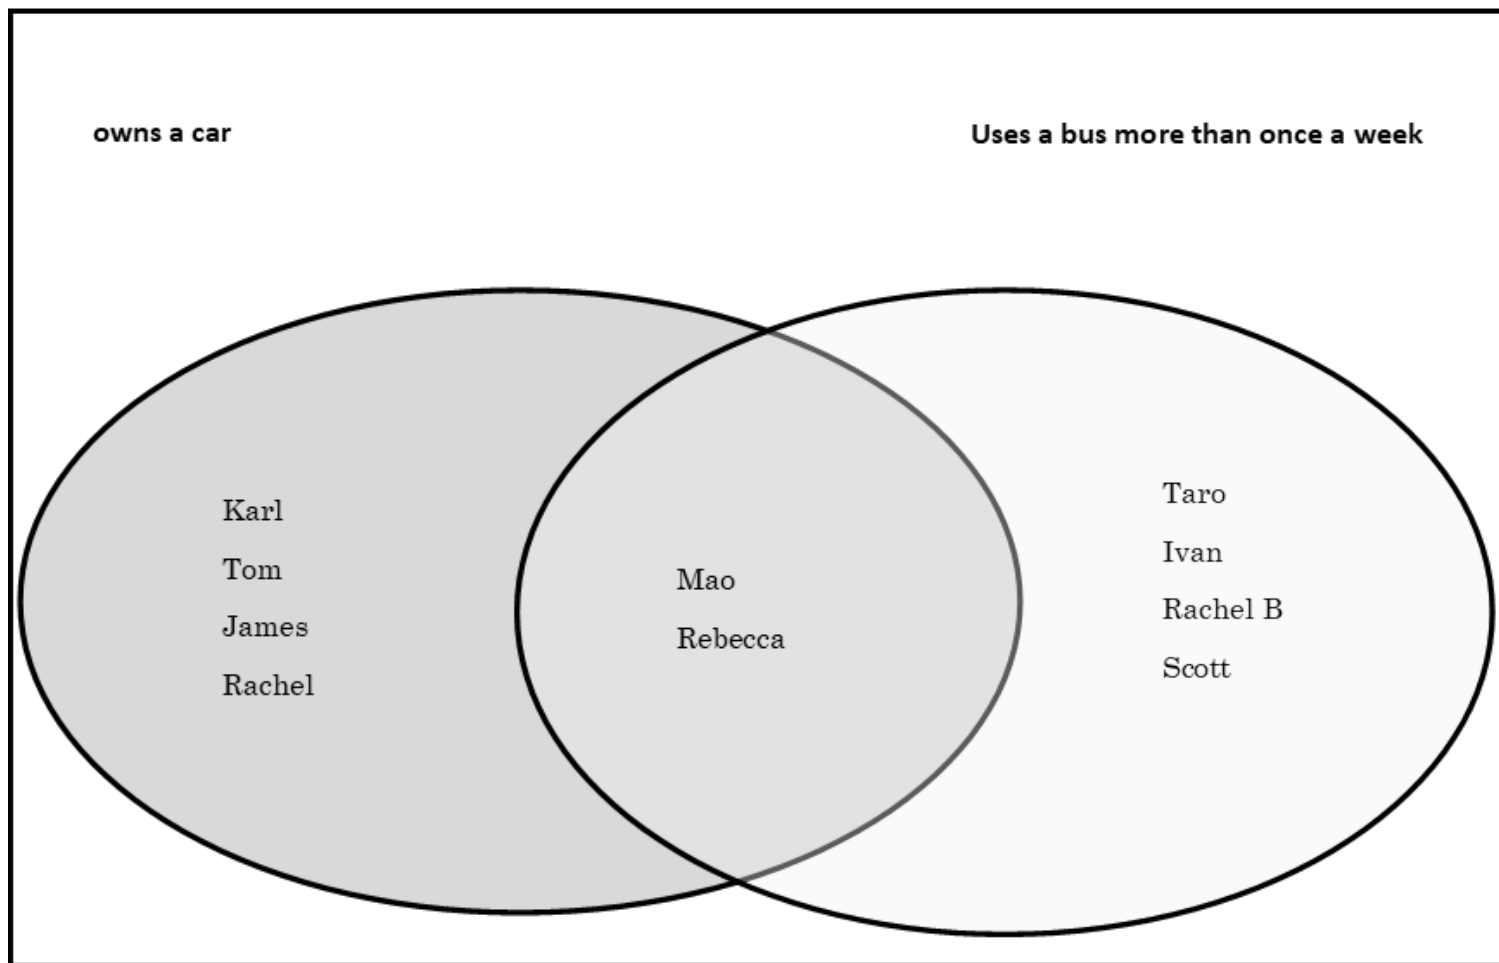 owns a car
Uses a bus more than once a week
Karl
Tom
James
Rachel
Mao
Rebecca
Taro
Ivan
Rachel B
Scott